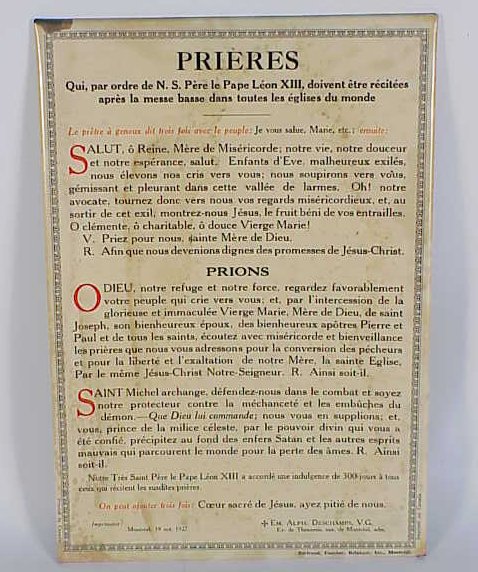 PRIÈRES
Qui, par ordre de N. S. Père le Pape Léon XIII, doivent être récitées
après la messe basse dans toutes les églises du monde
Le prêtre à genoux dit trois fois avec le peuple: Je vous salue, Marie, etc.; ensuite:
SALUT, ô Reine, Mère de Miséricorde; notre vie, notre douceur
et notre espérance, salut. Enfants d'Eve, malheureux exilés,
nous élevons nos cris vers vous; nous soupirons vers vous,
gémissant et pleurant dans cette vallée de larmes. Oh! notre
avocate, tournez donc vers nous vos regards miséricordieux, et, au
sortir de cet exil, montrez-nous Jésus, le fruit béni de vos entrailles.
O clémente, ô charitable, ô douce Vierge Marie!
V. Priez pour nous, sainte Mère de Dieu,
R. Afin que nous devenions dignes des promesses de Jésus-Christ.
PRIONS
O DIEU, notre refuge et notre force, regardez favorablement
votre peuple qui crie vers vous; et, par l'intercession de la
glorieuse et immaculée Vierge Marie, Mère de Dieu, de saint
Joseph, son bienheureux époux, des bienheureux apôtres Pierre et
Paul et de tous les saints, écoutez avec miséricorde et bienveillance
les prières que nous vous adressons pour la conversion des pécheurs
et pour la liberté et l'exaltation de notre Mère, la sainte Eglise.
Par le même Jésus-Christ Notre-Seigneur. R. Ainsi soit-il.
SAINT Michel archange, défendez-nous dans le combat et soyez
notre protecteur contre la méchanceté et les embûches du
démon.—Que Dieu lui commande; nous vous en supplions; et,
vous, prince de la milice céleste, par le pouvoir divin qui vous a
été confié, précipitez au fond des enfers Satan et les autres esprits
mauvais qui parcourent le monde pour la perte des âmes. R. Ainsi
soit-il.
Notre Très Saint Père le Pape Léon XIII a accordé une indulgence de 300 jours à tous
ceux qui récitent les susdites prières.
On peut ajouter trois fois: Cœur sacré de Jésus, ayez pitié de nous.
Imprimatur:
✠ EM. ALPH. DESCHAMPS, V.G.
Montréal, 19 oct. 1927
Ev. de Thennesis, aux. de Montréal, adm.
Montréal.